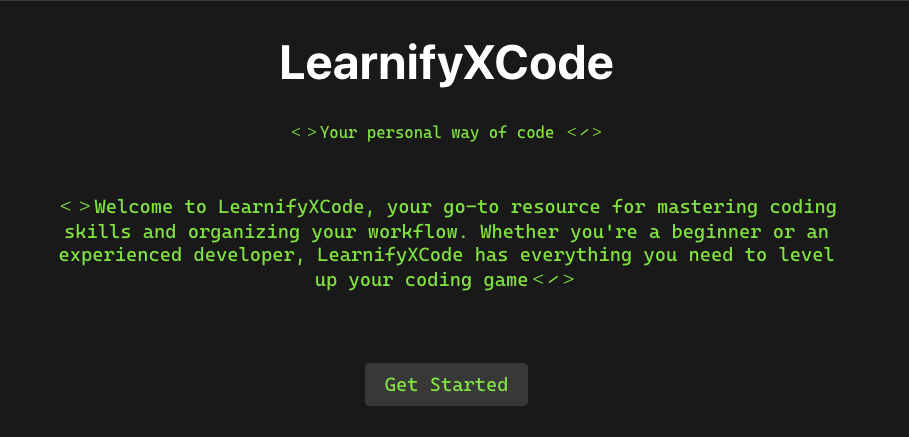 LearnifyXCode
< >Your personal way of code </>
< >Welcome to LearnifyXCode, your go-to resource for mastering coding
skills and organizing your workflow. Whether you're a beginner or an
experienced developer, LearnifyXCode has everything you need to level
up your coding game</>
Get Started